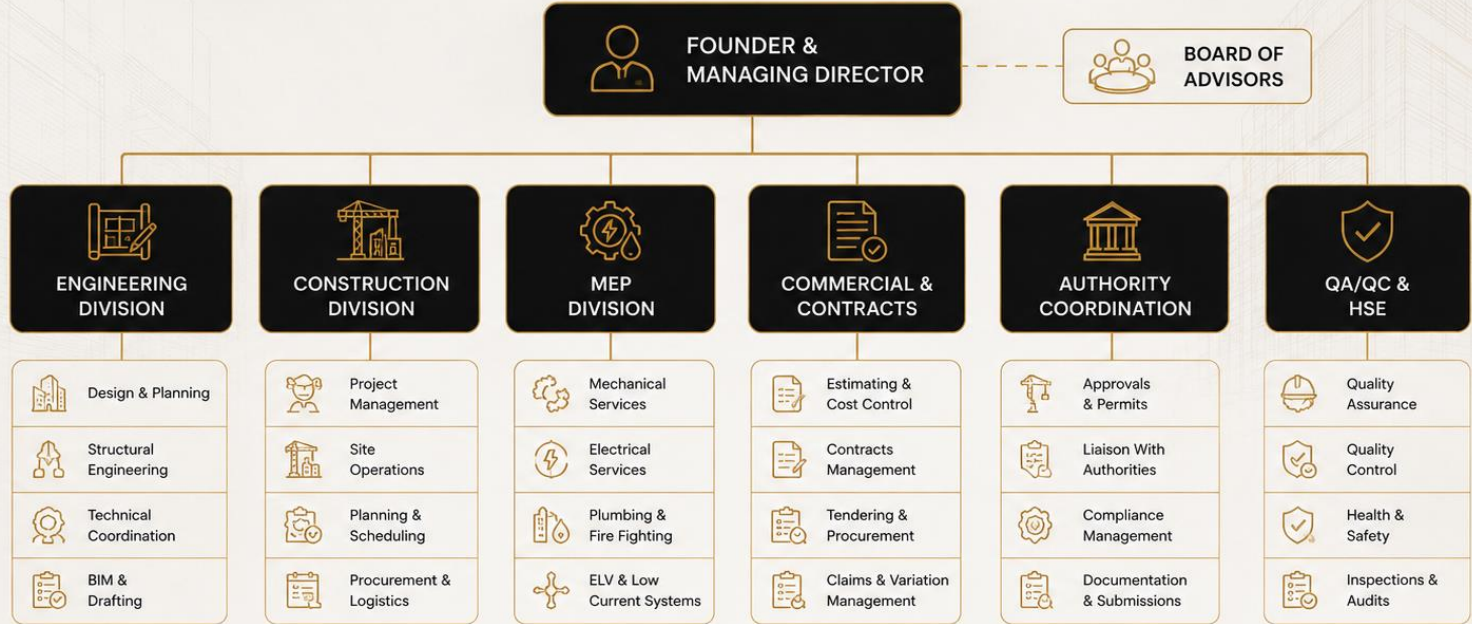 FOUNDER &
MANAGING DIRECTOR
BOARD OF
ADVISORS
ENGINEERING
DIVISION
CONSTRUCTION
DIVISION
MEP
DIVISION
COMMERCIAL &
CONTRACTS
AUTHORITY
COORDINATION
QA/QC &
HSE
Design & Planning
Structural
Engineering
Technical
Coordination
BIM &
Drafting
Project
Management
Site
Operations
Planning &
Scheduling
Procurement &
Logistics
Mechanical
Services
Electrical
Services
Plumbing &
Fire Fighting
ELV & Low
Current Systems
Estimating &
Cost Control
Contracts
Management
Tendering &
Procurement
Claims & Variation
Management
Approvals
& Permits
Liaison With
Authorities
Compliance
Management
Documentation
& Submissions
Quality
Assurance
Quality
Control
Health &
Safety
Inspections &
Audits